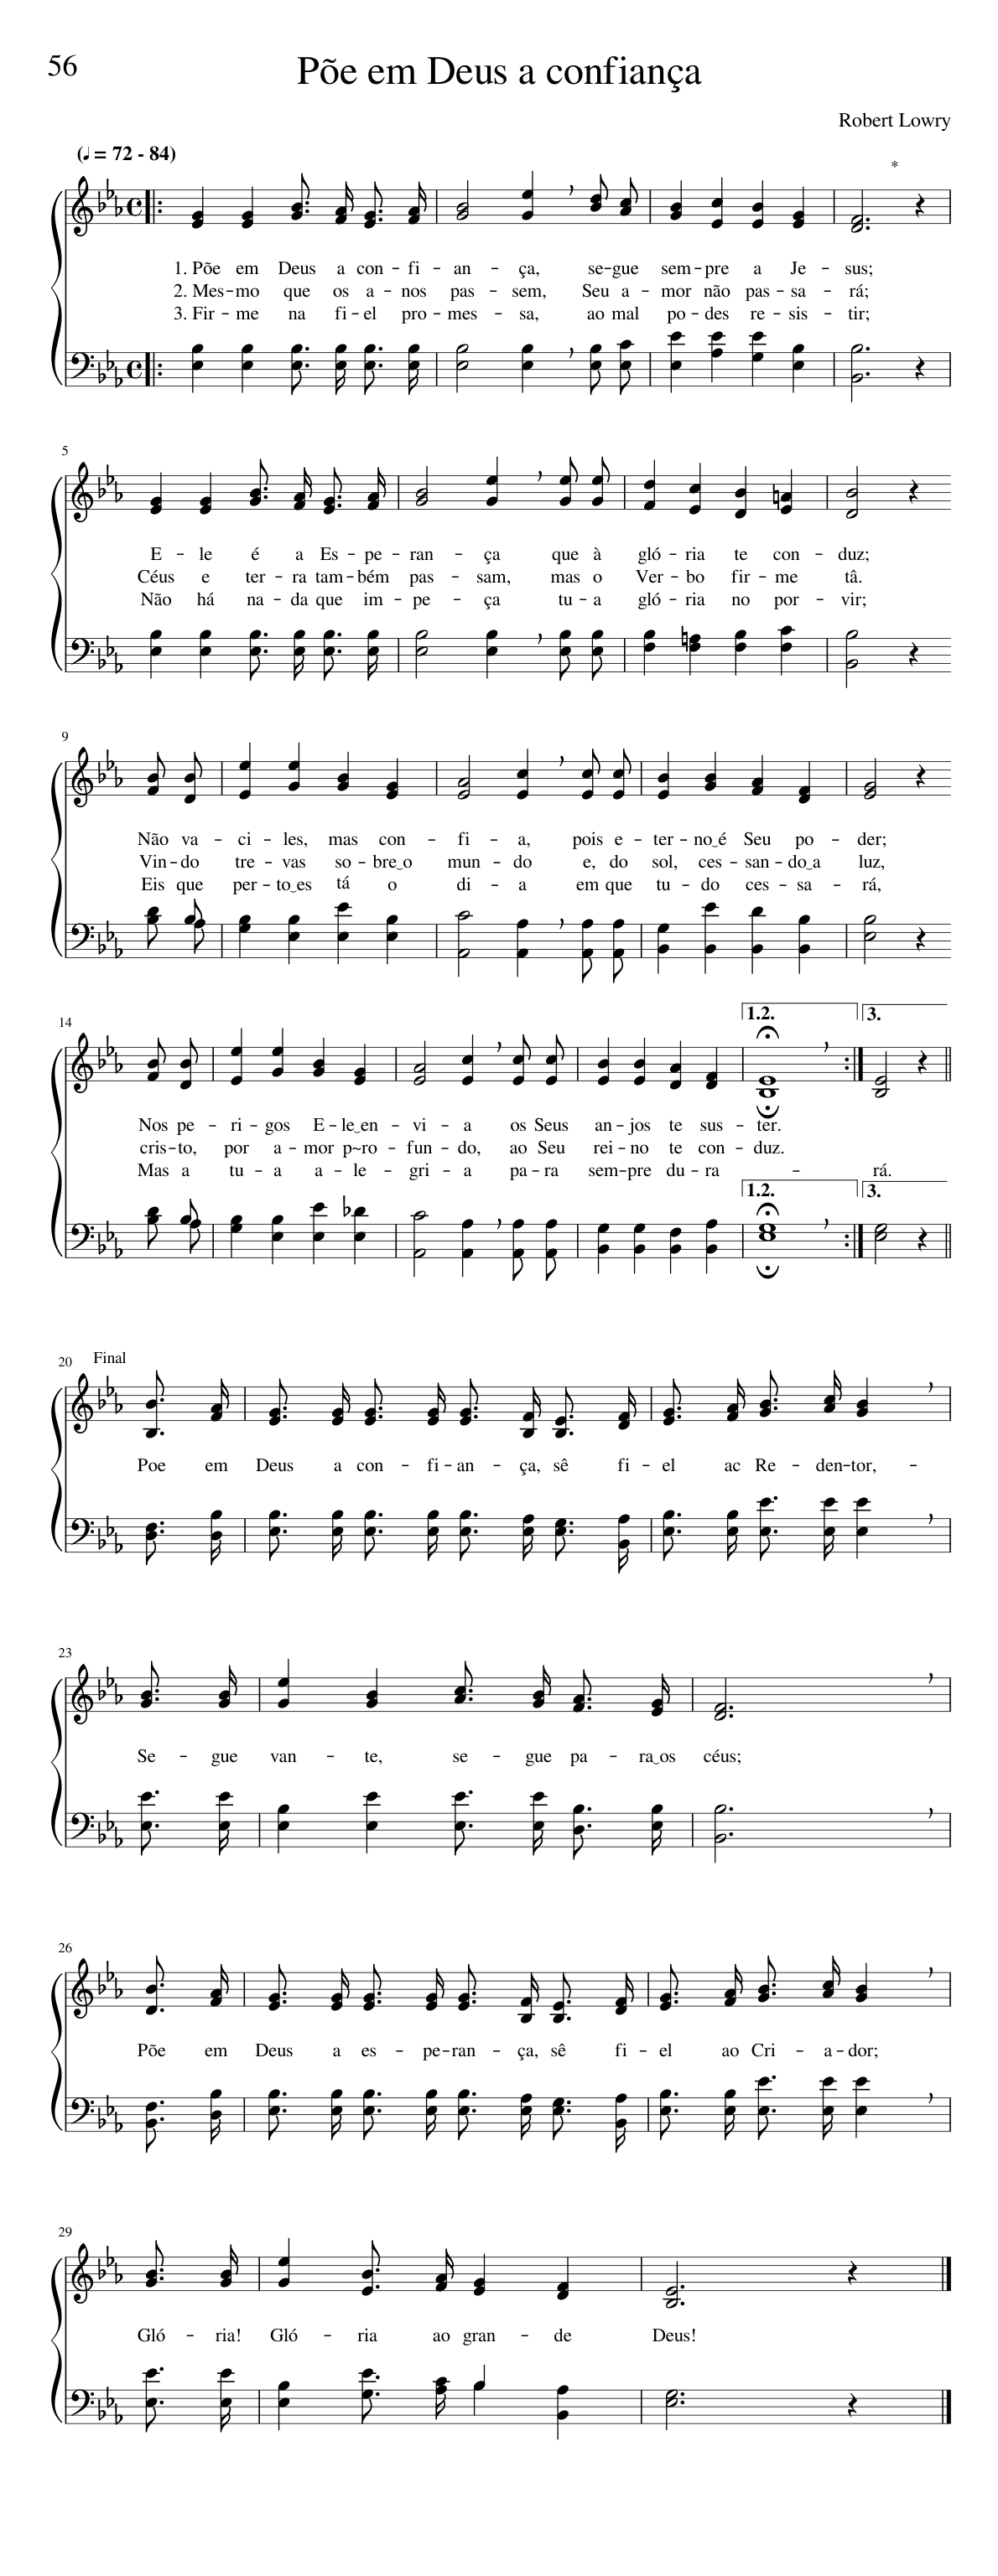 56
Põe em Deus a confiança
Robert Lowry
(♩ = 72 - 84)
*
1. Põe em Deus a con - fi - an - ça, se - gue sem - pre a Je - sus;
2. Mes - mo que os a - nos pas - sem, Seu a - mor não pas - sa - rá;
3. Fir - me na fi - el pro - mes - sa, ao mal po - des re - sis - tir;
5
E - le é a Es - pe - ran - ça que à gló - ria te con - duz;
Céus e ter - ra tam - bém pas - sam, mas o Ver - bo fir - me tâ.
Não há na - da que im - pe - ça tu - a gló - ria no por - vir;
9
Não va - ci - les, mas con - fi - a, pois e - ter - no‿é Seu po - der;
Vin - do tre - vas so - bre‿o mun - do e, do sol, ces - san - do‿a luz,
Eis que per - to‿es tá o di - a em que tu - do ces - sa - rá,
14
1.2.
3.
Nos pe - ri - gos E - le‿en - vi - a os Seus an - jos te sus - ter.
cris - to, por a - mor p~ro - fun - do, ao Seu rei - no te con - duz.
Mas a tu - a a - le - gri - a pa - ra sem - pre du - ra - rá.
1.2.
3.
20
Final
Poe em Deus a con - fi - an - ça, sê fi - el ac Re - den - tor, -
23
Se - gue van - te, se - gue pa - ra‿os céus;
26
Põe em Deus a es - pe - ran - ça, sê fi - el ao Cri - a - dor;
29
Gló - ria! Gló - ria ao gran - de Deus!